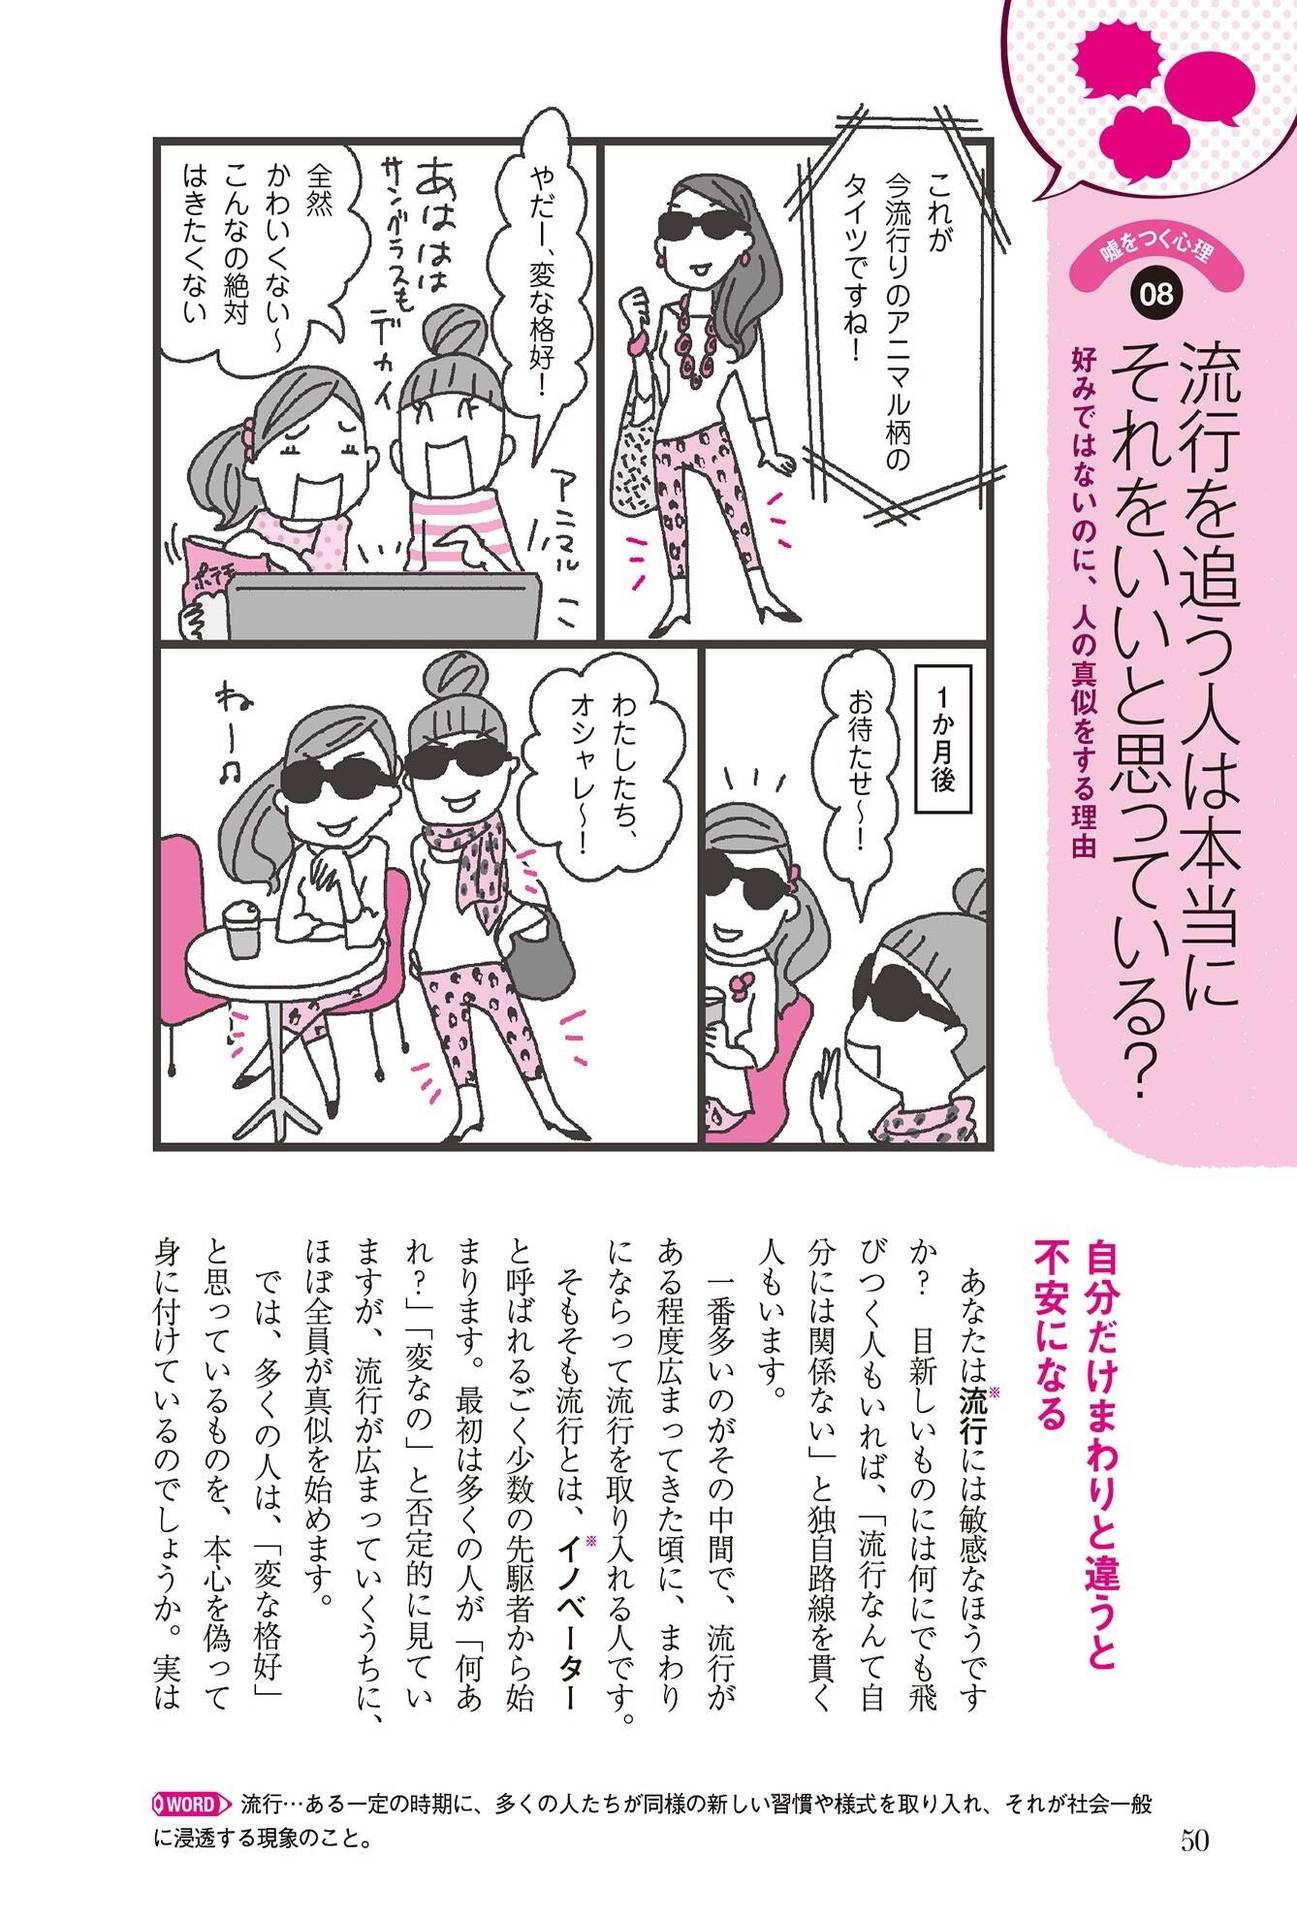 嘘をつく心理
08
流行を追う人は本当に
それをいいと思っている？
好みではないのに、人の真似をする理由
これが
今流行りのアニマル柄の
タイツですね！
やだー、変な格好！
アニマル
あははは
サングラスも
デカイ
全然
かわいくない～
こんなの絶対
はきたくない
ポテチ
1か月後
お待たせ～！
わたしたち、
オシャレ～！
ねー♫
自分だけまわりと違うと
不安になる
あなたは流行※には敏感なほうです
か？　目新しいものには何にでも飛
びつく人もいれば、「流行なんて自
分には関係ない」と独自路線を貫く
人もいます。
一番多いのがその中間で、流行が
ある程度広まってきた頃に、まわり
にならって流行を取り入れる人です。
そもそも流行とは、イノベーター※
と呼ばれるごく少数の先駆者から始
まります。最初は多くの人が「何あ
れ？」「変なの」と否定的に見てい
ますが、流行が広まっていくうちに、
ほぼ全員が真似を始めます。
では、多くの人は、「変な格好」
と思っているものを、本心を偽って
身に付けているのでしょうか。実は
WORD 流行…ある一定の時期に、多くの人たちが同様の新しい習慣や様式を取り入れ、それが社会一般
に浸透する現象のこと。
50